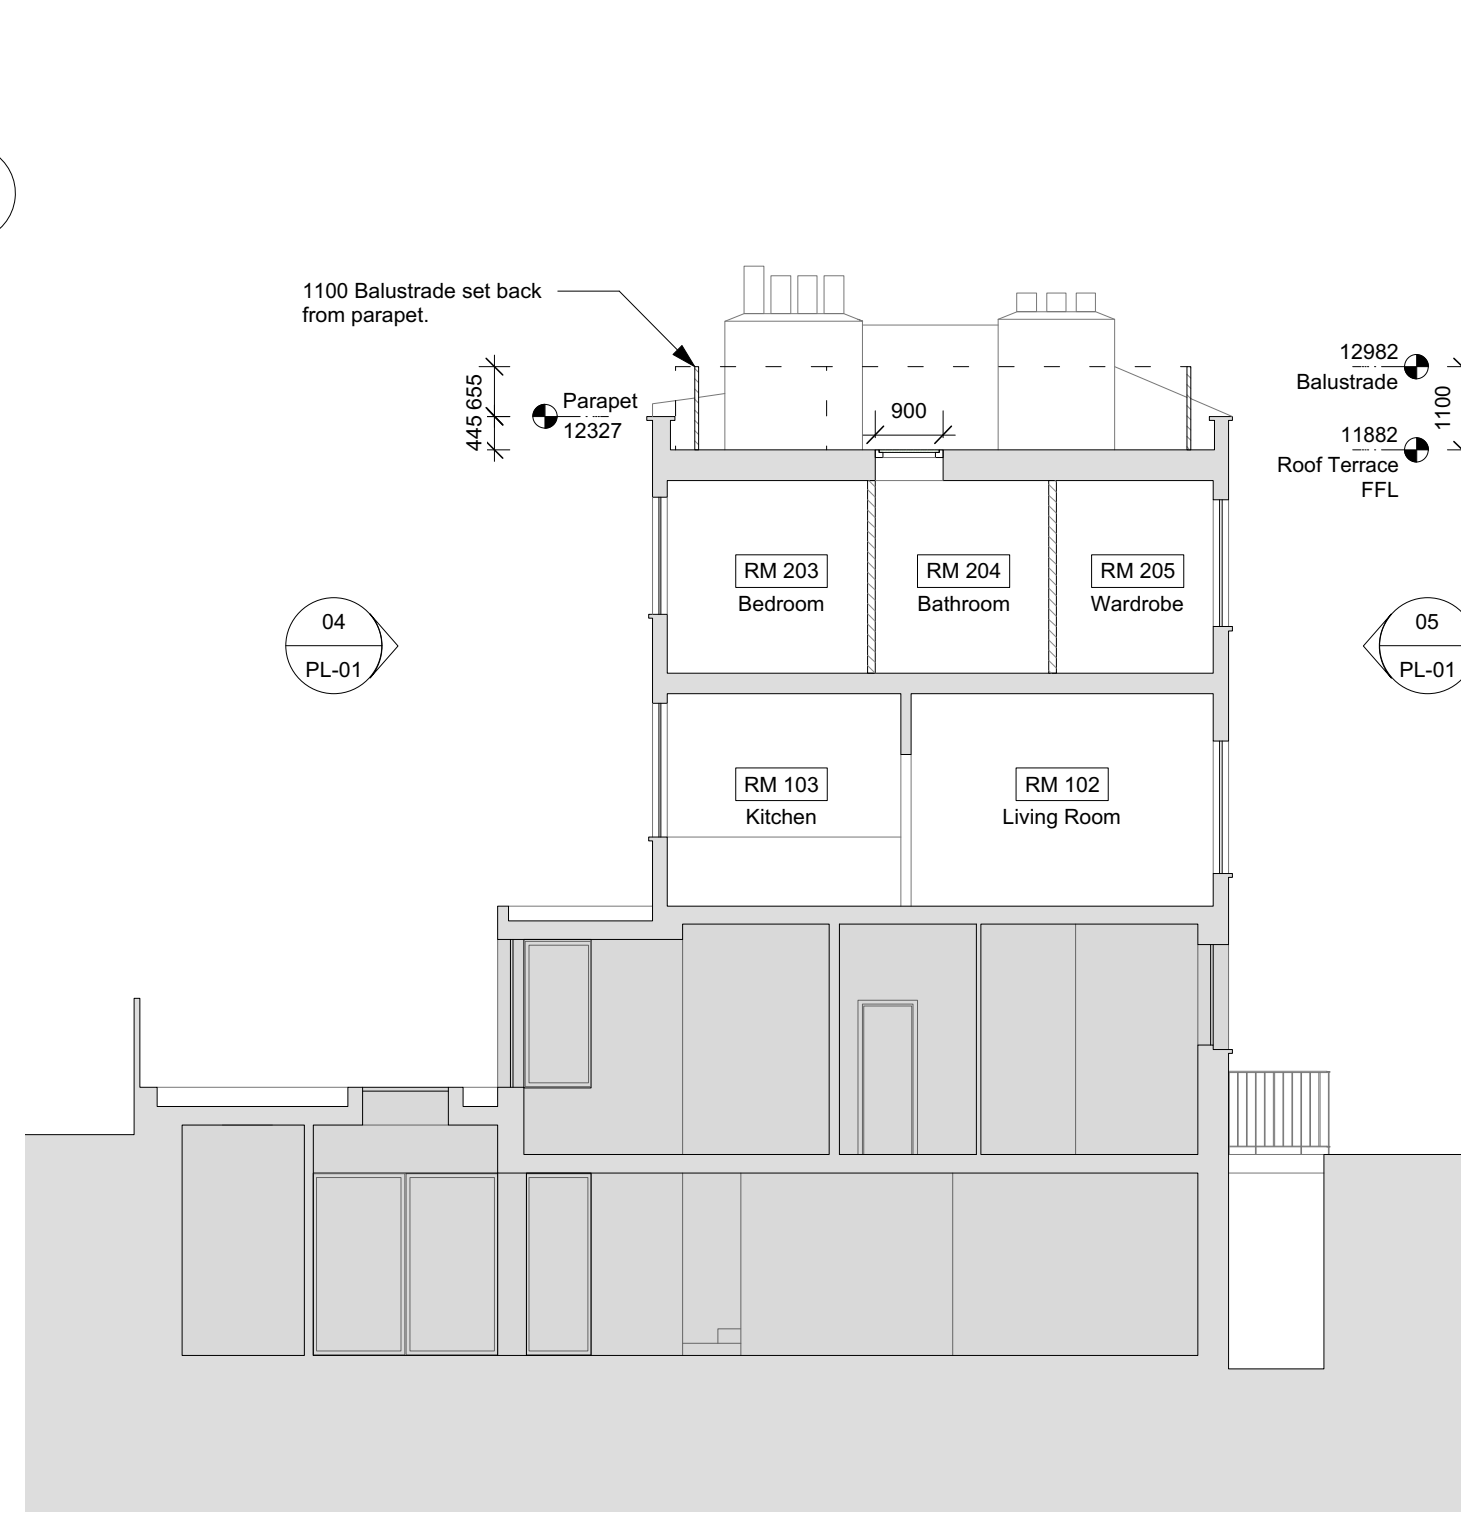 1100 Balustrade set back
from parapet.
655
445
Parapet
12327
900
12982
Balustrade
1100
11882
Roof Terrace
FFL
RM 203
Bedroom
RM 204
Bathroom
RM 205
Wardrobe
04
PL-01
05
PL-01
RM 103
Kitchen
RM 102
Living Room